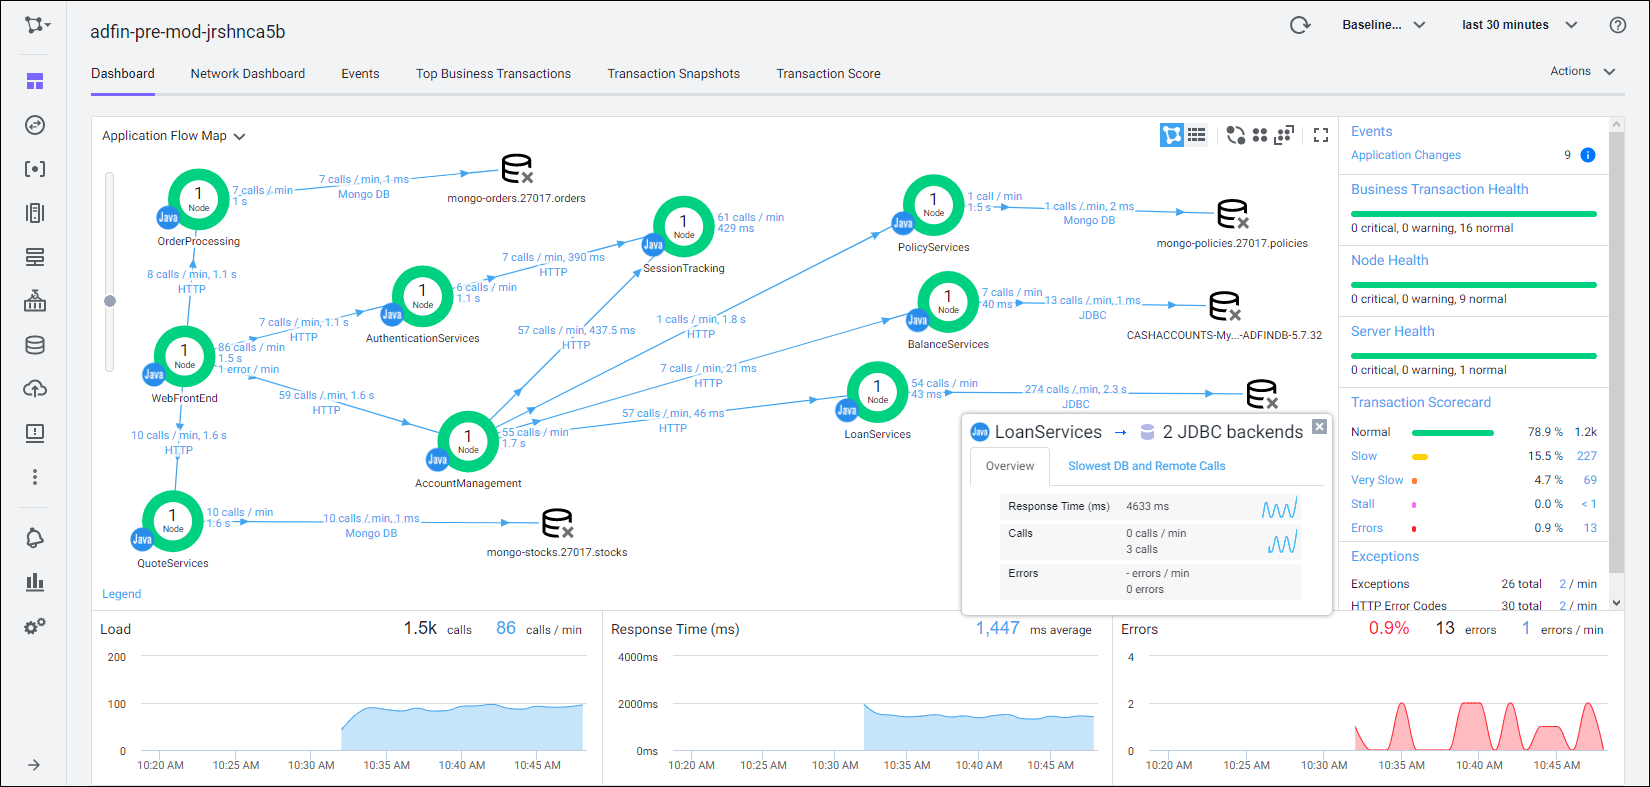 adfin-pre-mod-jrshnca5b
Baseline...
last 30 minutes
Dashboard
Network Dashboard
Events
Top Business Transactions
Transaction Snapshots
Transaction Score
Actions
Application Flow Map
1
Node
Java
OrderProcessing
7 calls / min
1 s
7 calls /min, 1 ms
Mongo DB
mongo-orders.27017.orders
8 calls /min, 1.1 s
HTTP
1
Node
Java
WebFrontEnd
86 calls / min
1.5 s
1 error / min
7 calls /min, 1.1 s
HTTP
1
Node
Java
AuthenticationServices
6 calls / min
1.1 s
7 calls /min, 390 ms
HTTP
1
Node
Java
SessionTracking
61 calls / min
429 ms
57 calls /min, 437.5 ms
HTTP
59 calls /min, 1.6 s
HTTP
1
Node
Java
AccountManagement
55 calls / min
1.7 s
1 calls /min, 1.8 s
HTTP
1
Node
Java
PolicyServices
1 call / min
1.5 s
1 calls /min, 2 ms
Mongo DB
mongo-policies.27017.policies
7 calls /min, 21 ms
HTTP
1
Node
Java
BalanceServices
7 calls / min
40 ms
13 calls /min, 1 ms
JDBC
CASHACCOUNTS-My...-ADFINDB-5.7.32
57 calls /min, 46 ms
HTTP
1
Node
Java
LoanServices
54 calls / min
43 ms
274 calls /min, 2.3 s
JDBC
10 calls /min, 1.6 s
HTTP
1
Node
Java
QuoteServices
10 calls / min
1.6 s
10 calls /min, 1 ms
Mongo DB
mongo-stocks.27017.stocks
Legend
Java LoanServices → 2 JDBC backends
Overview
Slowest DB and Remote Calls
Response Time (ms) 4633 ms
Calls 0 calls / min
3 calls
Errors - errors / min
0 errors
Events
Application Changes 9
Business Transaction Health
0 critical, 0 warning, 16 normal
Node Health
0 critical, 0 warning, 9 normal
Server Health
0 critical, 0 warning, 1 normal
Transaction Scorecard
Normal 78.9 % 1.2k
Slow 15.5 % 227
Very Slow 4.7 % 69
Stall 0.0 % < 1
Errors 0.9 % 13
Exceptions
Exceptions 26 total 2 / min
HTTP Error Codes 30 total 2 / min
Load 1.5k calls 86 calls / min
200
100
0
10:20 AM 10:25 AM 10:30 AM 10:35 AM 10:40 AM 10:45 AM
Response Time (ms) 1,447 ms average
4000ms
2000ms
0ms
10:20 AM 10:25 AM 10:30 AM 10:35 AM 10:40 AM 10:45 AM
Errors 0.9% 13 errors 1 errors / min
4
2
0
10:20 AM 10:25 AM 10:30 AM 10:35 AM 10:40 AM 10:45 AM